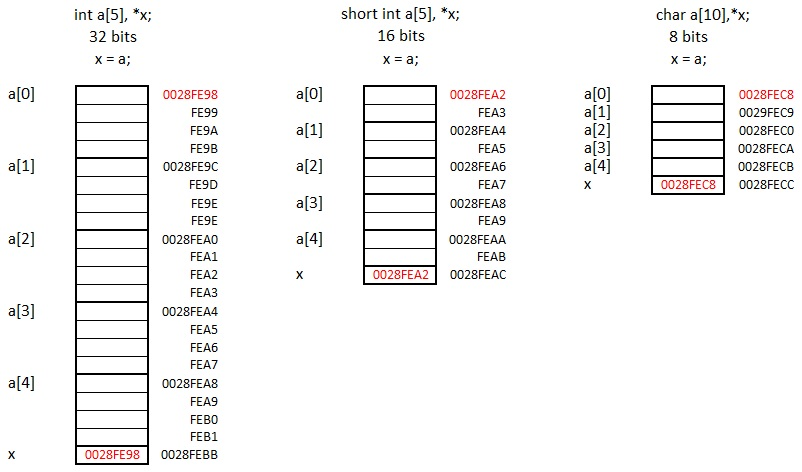 int a[5], *x;
32 bits
x = a;
a[0] 0028FE98
FE99
FE9A
FE9B
a[1] 0028FE9C
FE9D
FE9E
FE9E
a[2] 0028FEA0
FEA1
FEA2
FEA3
a[3] 0028FEA4
FEA5
FEA6
FEA7
a[4] 0028FEA8
FEA9
FEB0
FEB1
x 0028FE98 0028FEBB
short int a[5], *x;
16 bits
x = a;
a[0] 0028FEA2
FEA3
a[1] 0028FEA4
FEA5
a[2] 0028FEA6
FEA7
a[3] 0028FEA8
FEA9
a[4] 0028FEAA
FEAB
x 0028FEA2 0028FEAC
char a[10],*x;
8 bits
x = a;
a[0] 0028FEC8
a[1] 0029FEC9
a[2] 0028FEC0
a[3] 0028FECA
a[4] 0028FECB
x 0028FEC8 0028FECC